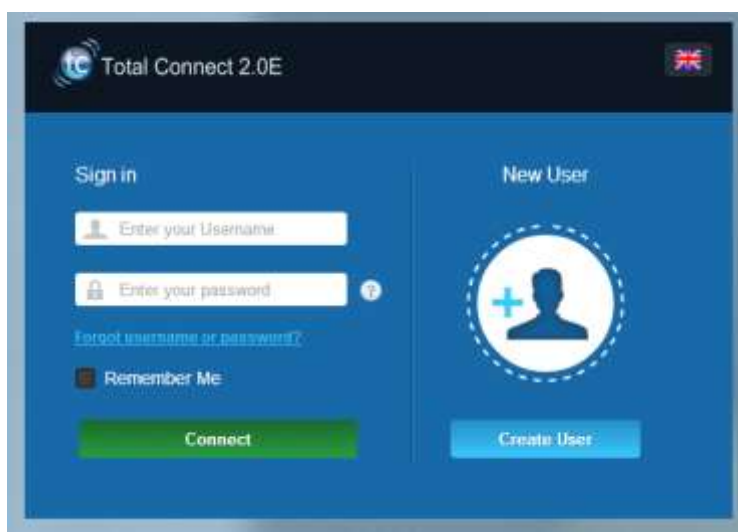 tc Total Connect 2.0E
Sign in
Enter your Username
Enter your password
?
Forgot username or password?
Remember Me
Connect
New User
Create User